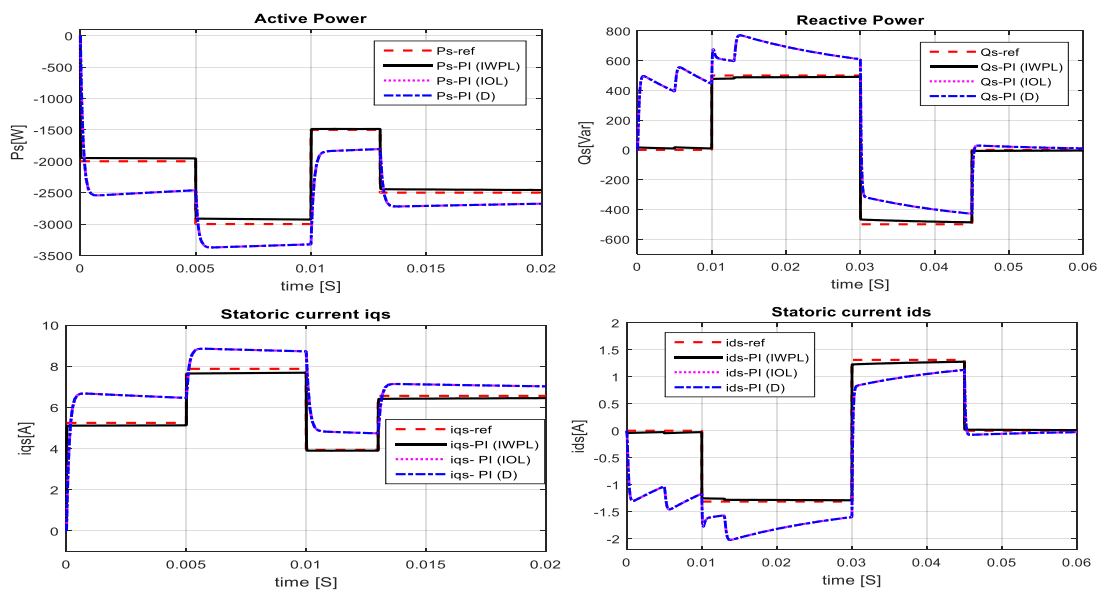 Active Power
0
-500
-1000
-1500
-2000
-2500
-3000
-3500
Ps[W]
Ps-ref
Ps-PI (IWPL)
Ps-PI (IOL)
Ps-PI (D)
0 0.005 0.01 0.015 0.02
time [S]
Reactive Power
800
600
400
200
0
-200
-400
-600
Qs[Var]
Qs-ref
Qs-PI (IWPL)
Qs-PI (IOL)
Qs-PI (D)
0 0.01 0.02 0.03 0.04 0.05 0.06
time [S]
Statoric current iqs
10
8
6
4
2
0
iqs[A]
iqs-ref
iqs-PI (IWPL)
iqs- PI (IOL)
iqs- PI (D)
0 0.005 0.01 0.015 0.02
time [S]
Statoric current ids
2
1.5
1
0.5
0
-0.5
-1
-1.5
-2
ids[A]
ids-ref
ids-PI (IWPL)
ids-PI (IOL)
ids-PI (D)
0 0.01 0.02 0.03 0.04 0.05 0.06
time [S]